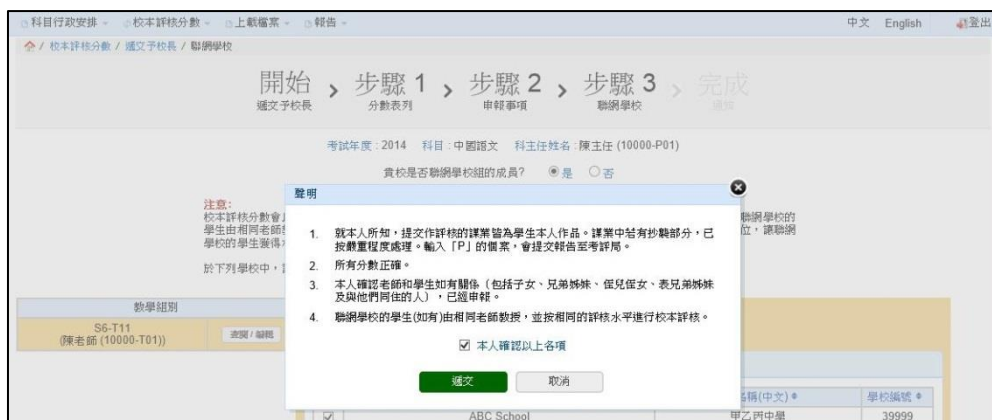 科目行政安排 校本評核分數 上載檔案 報告 中文 English 登出
/ 校本評核分數 / 遞交予校長 / 聯網學校
開始 > 步驟 1 > 步驟 2 > 步驟 3 > 完成
遞交予校長 分數表列 申報事項 聯網學校
考試年度 : 2014 科目 : 中國語文 科主任姓名 : 陳主任 (10000-P01)
貴校是否聯網學校組的成員? 是 否
聲明
注意:
校本評核分數會 聯網學校的
學生由相同老師 位，讓聯網
學校的學生獲得
於下列學校中，
1. 就本人所知，提交作評核的課業皆為學生本人作品。課業中若有抄襲部分，已
按嚴重程度處理。輸入「P」的個案，會提交報告至考評局。
2. 所有分數正確。
3. 本人確認老師和學生如有關係（包括子女、兄弟姊妹、侄兒侄女、表兄弟姊妹
及與他們同住的人），已經申報。
4. 聯網學校的學生(如有)由相同老師教授，並按相同的評核水平進行校本評核。
本人確認以上各項
遞交 取消
教學組別
S6-T11
(陳老師 (10000-T01))
查閱 / 編輯
名稱(中文) 學校編號
ABC School 甲乙丙中學 39999